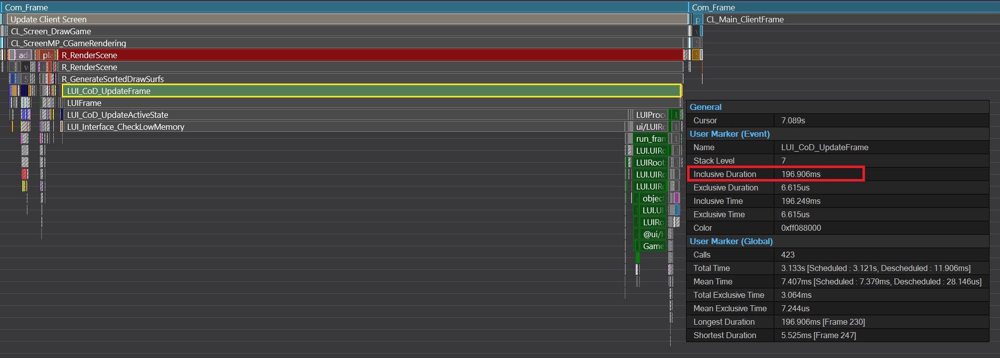 Com_Frame Com_Frame
Update Client Screen p CL_Main_ClientFrame
CL_Screen_DrawGame
CL_ScreenMP_CGameRendering
ad pla R_RenderScene
w R_RenderScene
S R_GenerateSortedDrawSurfs
LUI_CoD_UpdateFrame
LUIFrame
LUI_CoD_UpdateActiveState LUIProce
LUI_Interface_CheckLowMemory ui/LUIRo
run_fran
LUI.UIRo
LUIRoot:
LUI.UIRo
LUI.UIRo
object
LUI.UI
LUIRo
@ui/
Game
General
Cursor 7.089s
User Marker (Event)
Name LUI_CoD_UpdateFrame
Stack Level 7
Inclusive Duration 196.906ms
Exclusive Duration 6.615us
Inclusive Time 196.249ms
Exclusive Time 6.615us
Color 0xff088000
User Marker (Global)
Calls 423
Total Time 3.133s [Scheduled : 3.121s, Descheduled : 11.906ms]
Mean Time 7.407ms [Scheduled : 7.379ms, Descheduled : 28.146us]
Total Exclusive Time 3.064ms
Mean Exclusive Time 7.244us
Longest Duration 196.906ms [Frame 230]
Shortest Duration 5.525ms [Frame 247]